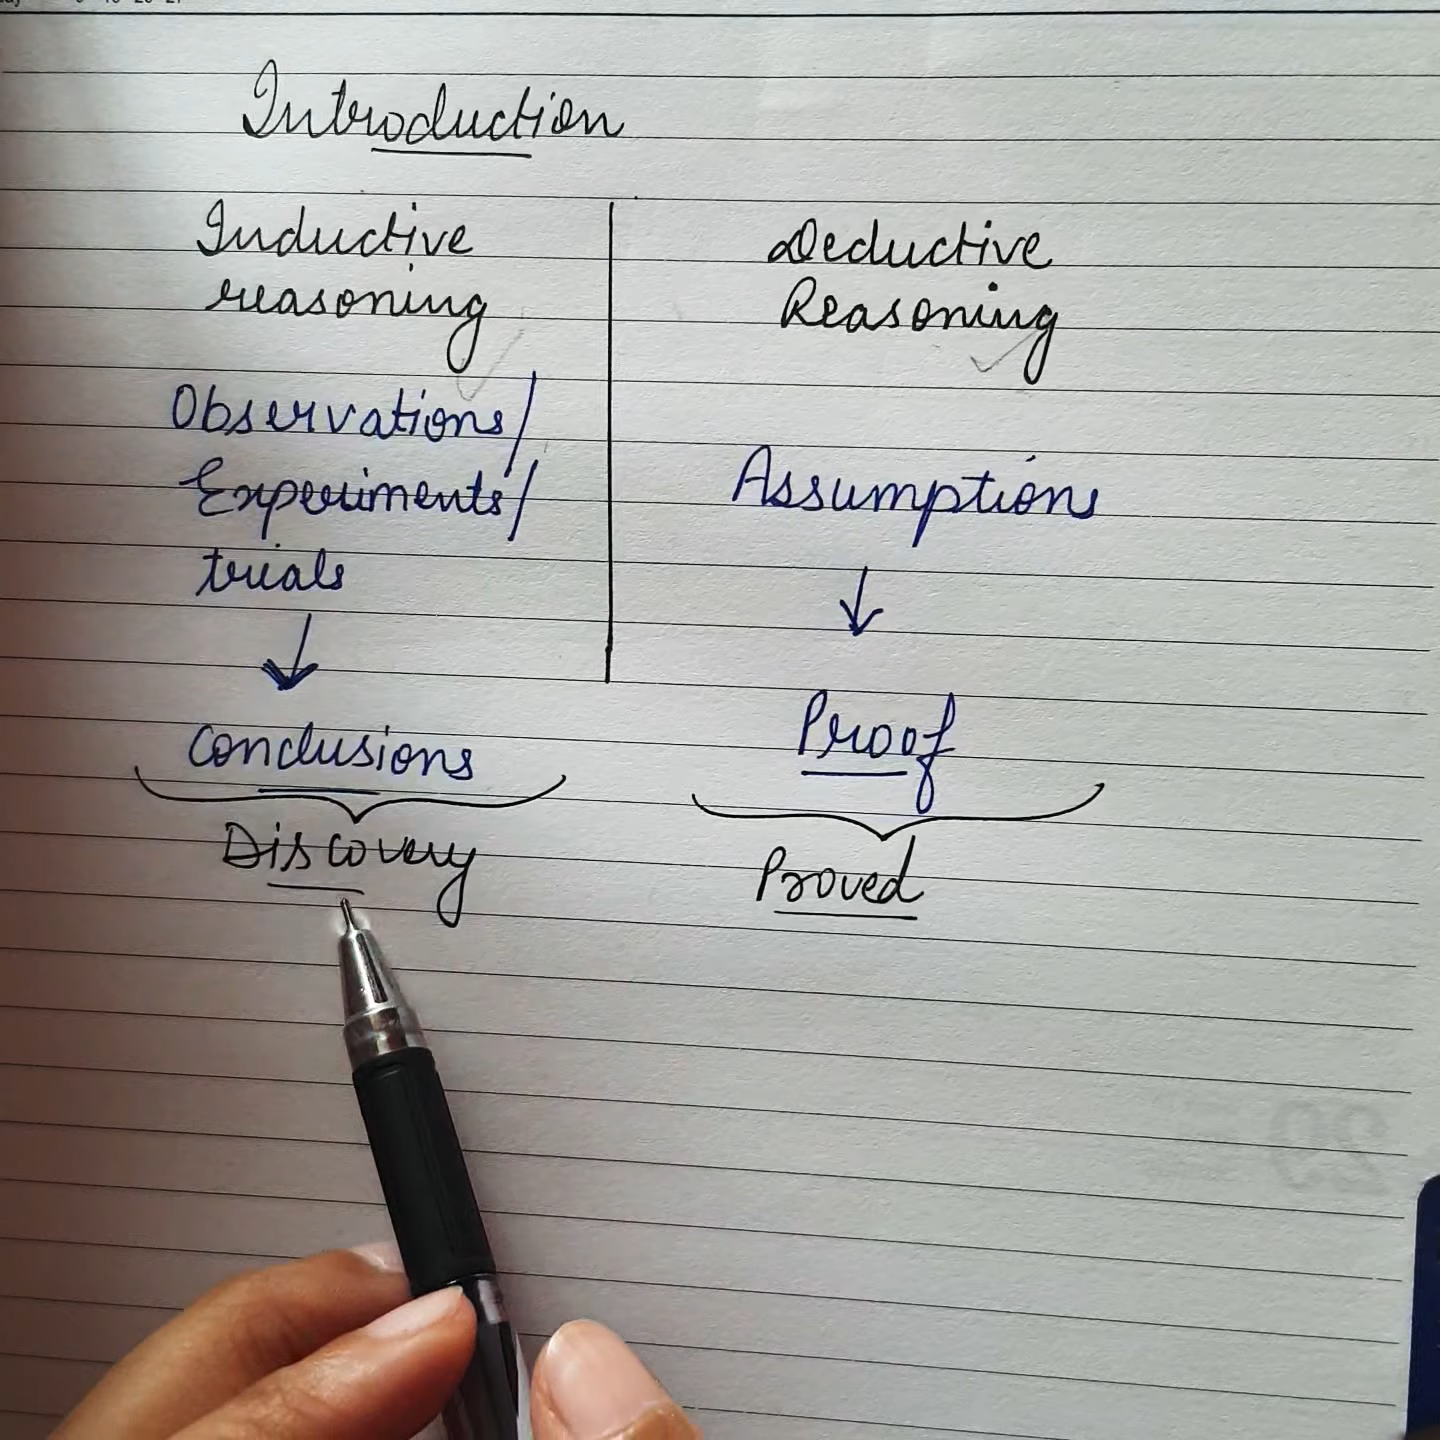 Introduction
Inductive
reasoning
Observations/
Experiments/
trials
↓
Conclusions
Discovery
Deductive
Reasoning
Assumptions
↓
Proof
Proved